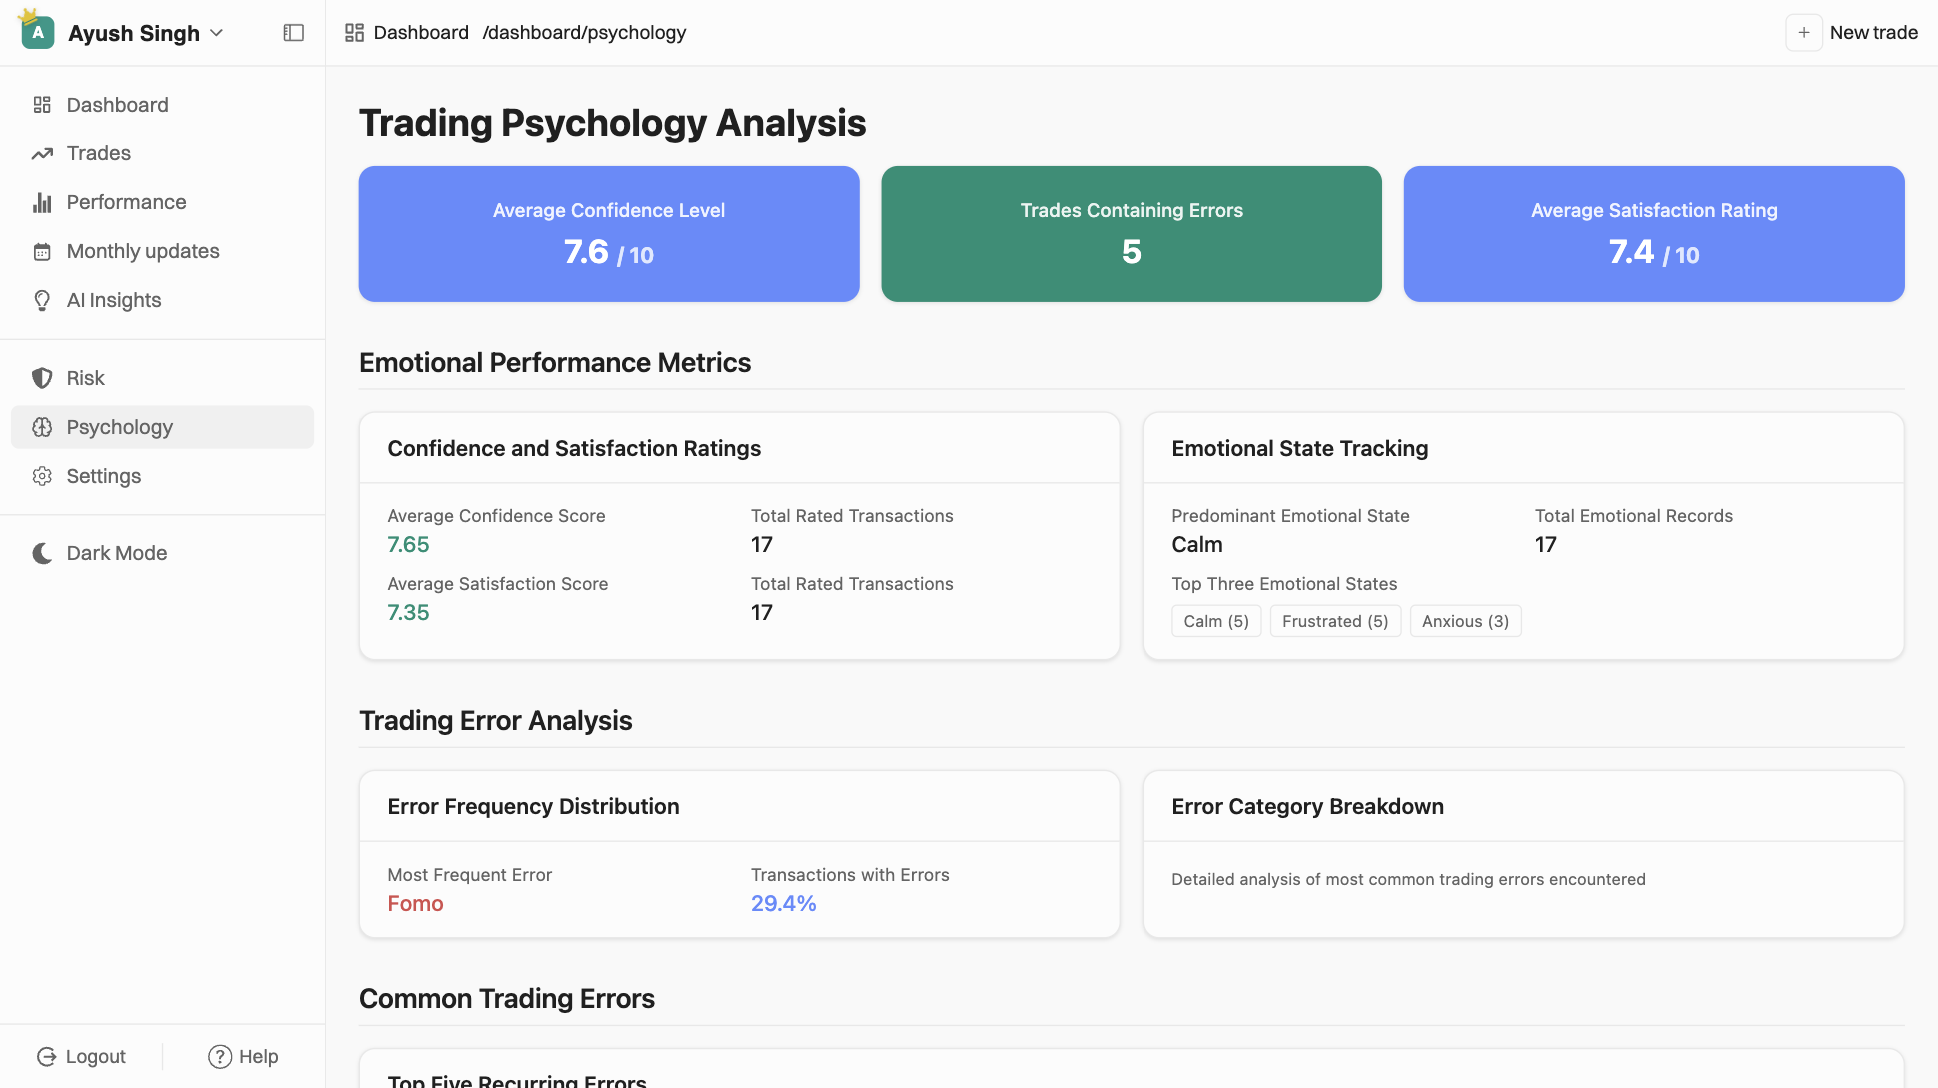 A
Ayush Singh
Dashboard /dashboard/psychology
+ New trade
Dashboard
Trades
Performance
Monthly updates
AI Insights
Risk
Psychology
Settings
Dark Mode
Logout
? Help
Trading Psychology Analysis
Average Confidence Level
7.6 / 10
Trades Containing Errors
5
Average Satisfaction Rating
7.4 / 10
Emotional Performance Metrics
Confidence and Satisfaction Ratings
Average Confidence Score
7.65
Total Rated Transactions
17
Average Satisfaction Score
7.35
Total Rated Transactions
17
Emotional State Tracking
Predominant Emotional State
Calm
Total Emotional Records
17
Top Three Emotional States
Calm (5)
Frustrated (5)
Anxious (3)
Trading Error Analysis
Error Frequency Distribution
Most Frequent Error
Fomo
Transactions with Errors
29.4%
Error Category Breakdown
Detailed analysis of most common trading errors encountered
Common Trading Errors
Top Five Recurring Errors